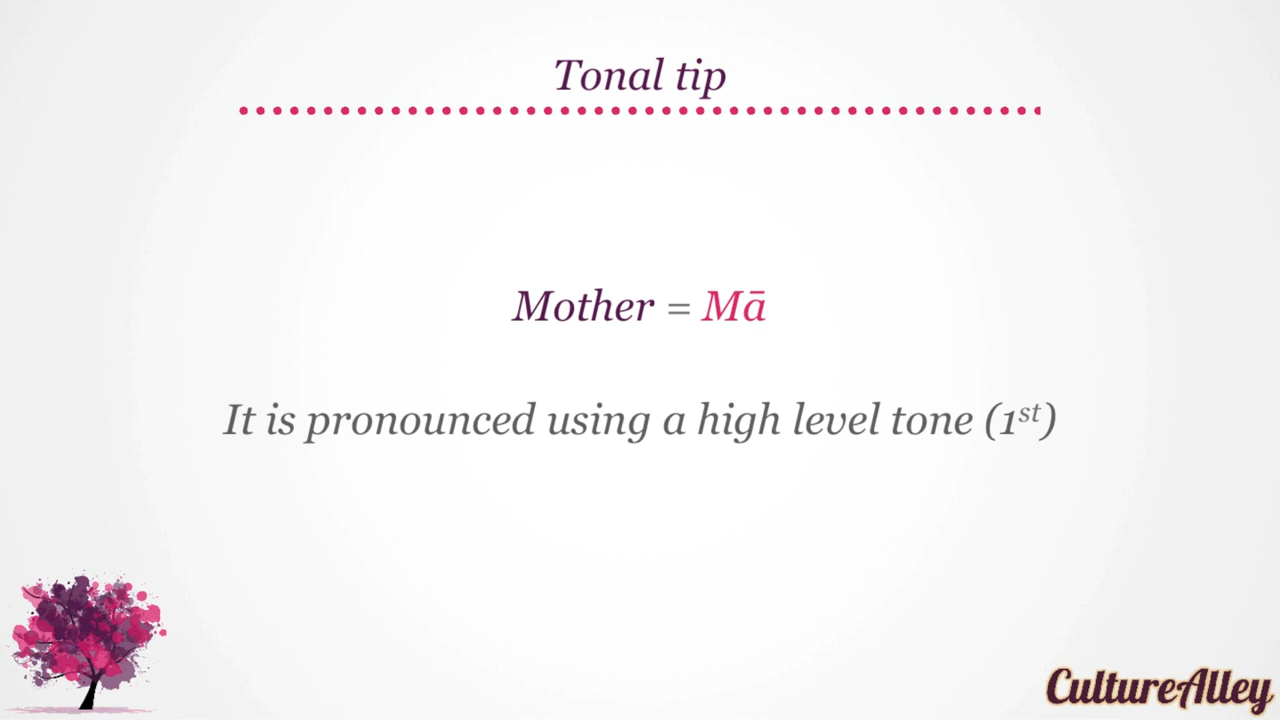 Tonal tip
Mother = Mā
It is pronounced using a high level tone (1st)
CultureAlley